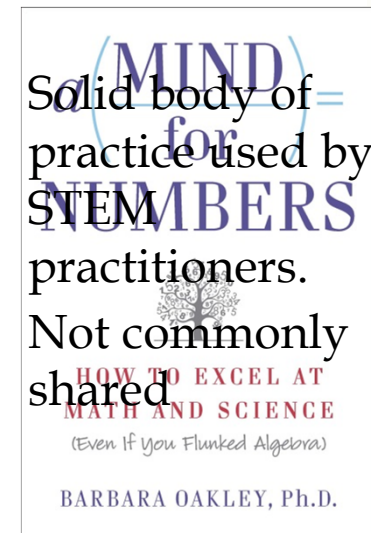 a (MIND) =
for
NUMBERS
HOW TO EXCEL AT
MATH AND SCIENCE
(Even If You Flunked Algebra)
BARBARA OAKLEY, Ph.D.
Solid body of
practice used by
STEM
practitioners.
Not commonly
shared